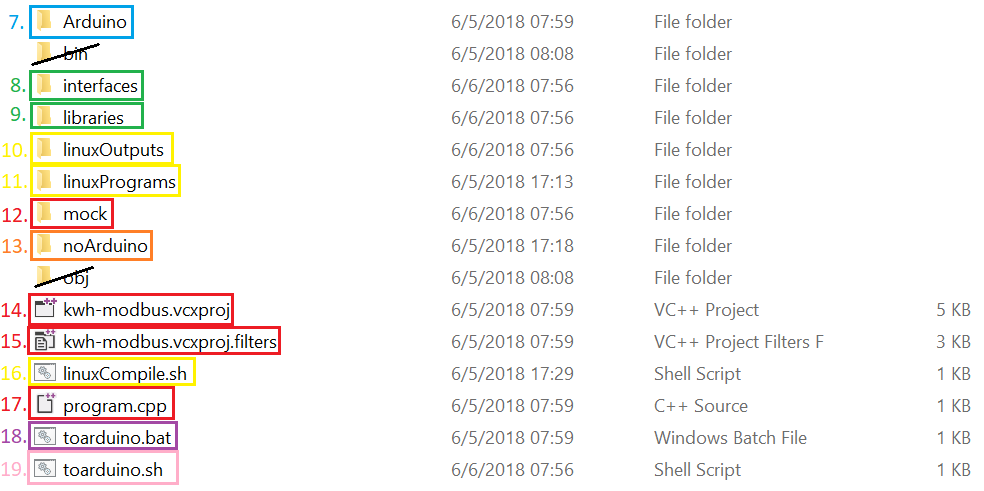 7. Arduino 6/5/2018 07:59 File folder
bin 6/5/2018 08:08 File folder
8. interfaces 6/6/2018 07:56 File folder
9. libraries 6/6/2018 07:56 File folder
10. linuxOutputs 6/6/2018 07:56 File folder
11. linuxPrograms 6/5/2018 17:13 File folder
12. mock 6/6/2018 07:56 File folder
13. noArduino 6/5/2018 17:18 File folder
obj 6/5/2018 08:08 File folder
14. kwh-modbus.vcxproj 6/5/2018 07:59 VC++ Project 5 KB
15. kwh-modbus.vcxproj.filters 6/5/2018 07:59 VC++ Project Filters F 3 KB
16. linuxCompile.sh 6/5/2018 17:29 Shell Script 1 KB
17. program.cpp 6/5/2018 07:59 C++ Source 1 KB
18. toarduino.bat 6/5/2018 07:59 Windows Batch File 1 KB
19. toarduino.sh 6/6/2018 07:56 Shell Script 1 KB